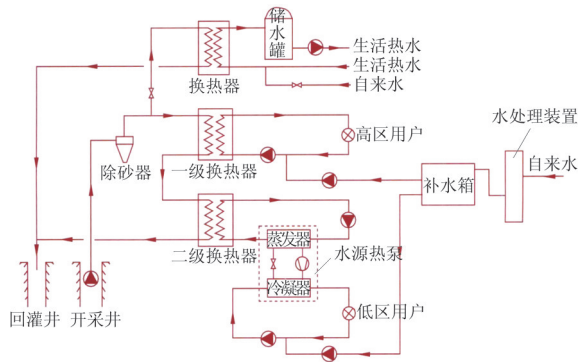 储
水
罐
生活热水
生活热水
自来水
换热器
水处理装置
高区用户
除砂器
一级换热器
补水箱
自来水
蒸发器
水源热泵
二级换热器
冷凝器
低区用户
回灌井
开采井